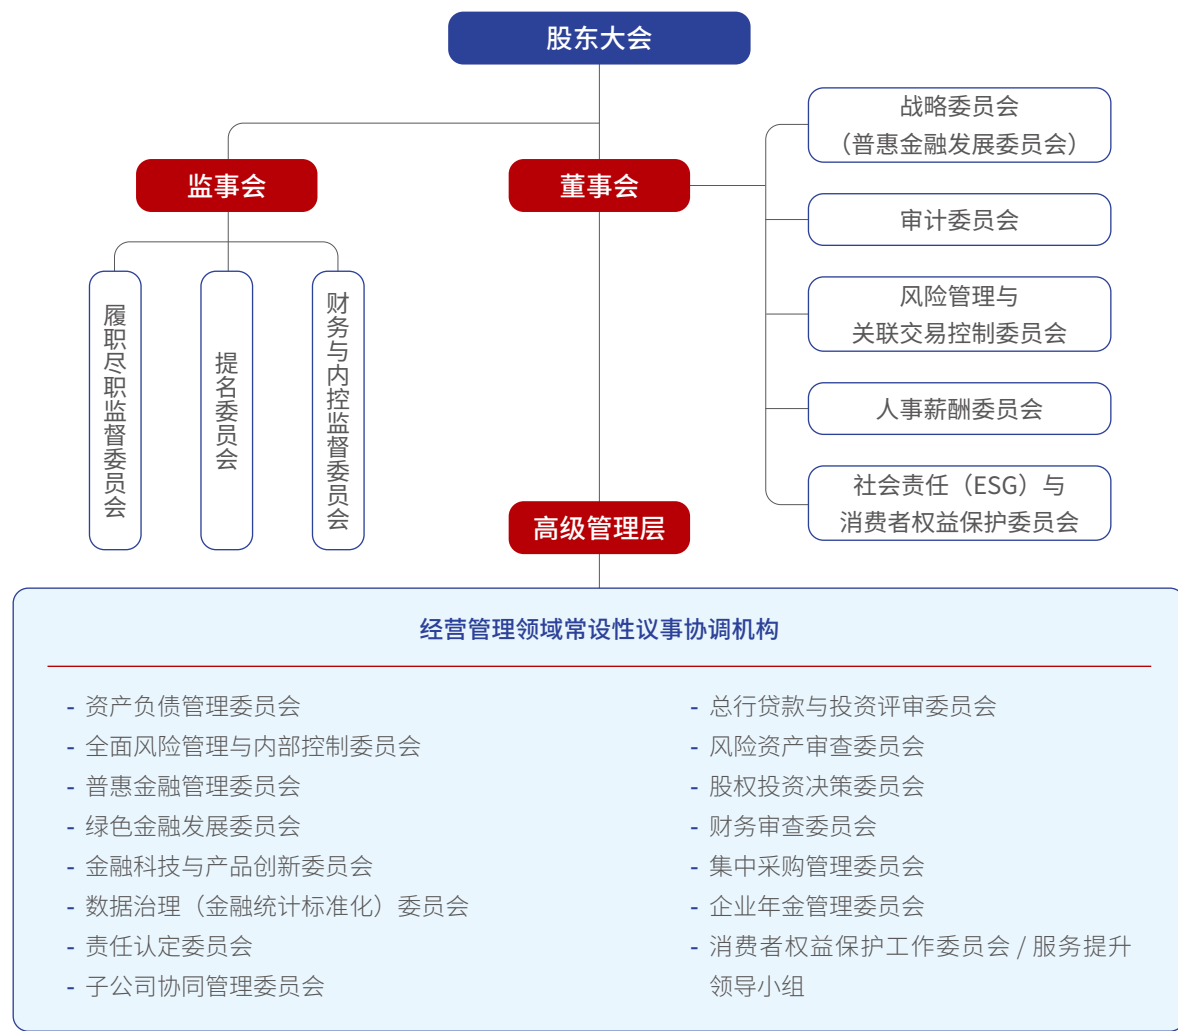 股东大会
监事会
董事会
战略委员会
（普惠金融发展委员会）
审计委员会
风险管理与
关联交易控制委员会
人事薪酬委员会
社会责任（ESG）与
消费者权益保护委员会
履职尽职监督委员会
提名委员会
财务与内控监督委员会
高级管理层
经营管理领域常设性议事协调机构
- 资产负债管理委员会
- 全面风险管理与内部控制委员会
- 普惠金融管理委员会
- 绿色金融发展委员会
- 金融科技与产品创新委员会
- 数据治理（金融统计标准化）委员会
- 责任认定委员会
- 子公司协同管理委员会
- 总行贷款与投资评审委员会
- 风险资产审查委员会
- 股权投资决策委员会
- 财务审查委员会
- 集中采购管理委员会
- 企业年金管理委员会
- 消费者权益保护工作委员会 / 服务提升
领导小组